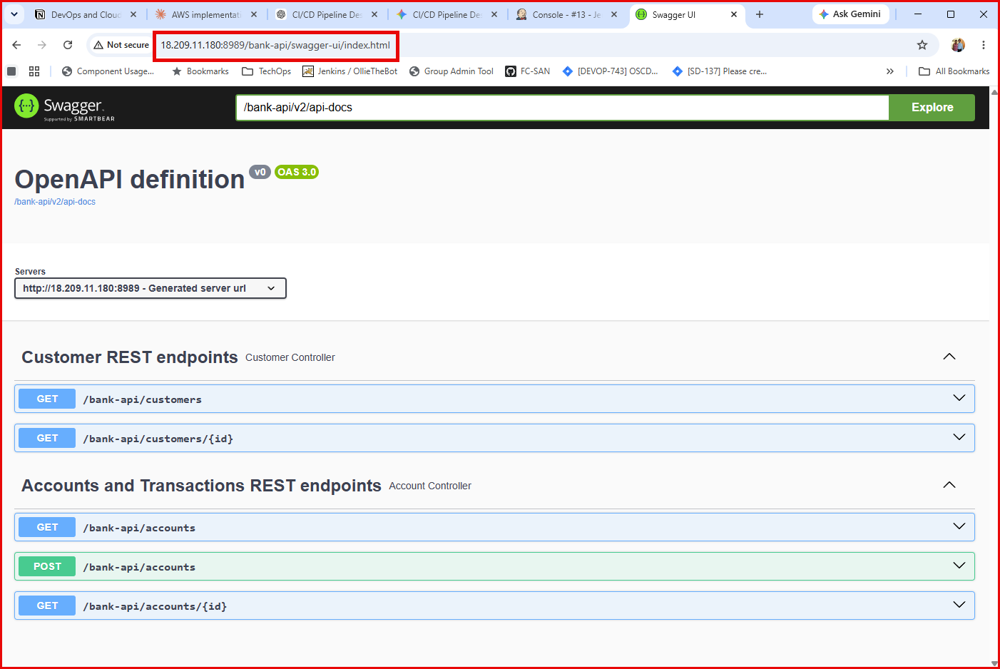 DevOps and Cloud
AWS implementati
CI/CD Pipeline De
CI/CD Pipeline De
Console - #13 - Je
Swagger UI
Ask Gemini
Not secure
18.209.11.180:8989/bank-api/swagger-ui/index.html
Component Usage...
Bookmarks
TechOps
Jenkins / OllieTheBot
Group Admin Tool
FC-SAN
[DEVOP-743] OSCD...
[SD-137] Please cre...
All Bookmarks
Swagger.
Supported by SMARTBEAR
/bank-api/v2/api-docs
Explore
OpenAPI definition v0 OAS 3.0
/bank-api/v2/api-docs
Servers
http://18.209.11.180:8989 - Generated server url
Customer REST endpoints Customer Controller
GET /bank-api/customers
GET /bank-api/customers/{id}
Accounts and Transactions REST endpoints Account Controller
GET /bank-api/accounts
POST /bank-api/accounts
GET /bank-api/accounts/{id}